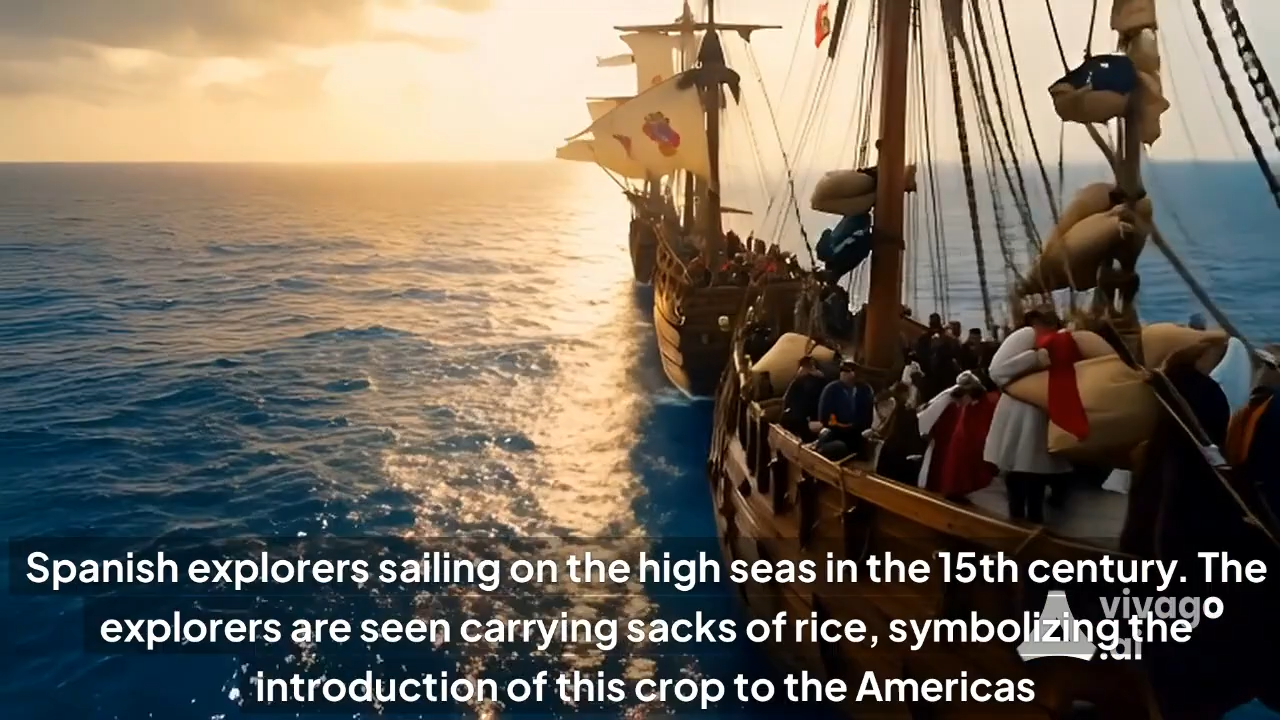 Spanish explorers sailing on the high seas in the 15th century. The
explorers are seen carrying sacks of rice, symbolizing the
introduction of this crop to the Americas
vivago
.ai